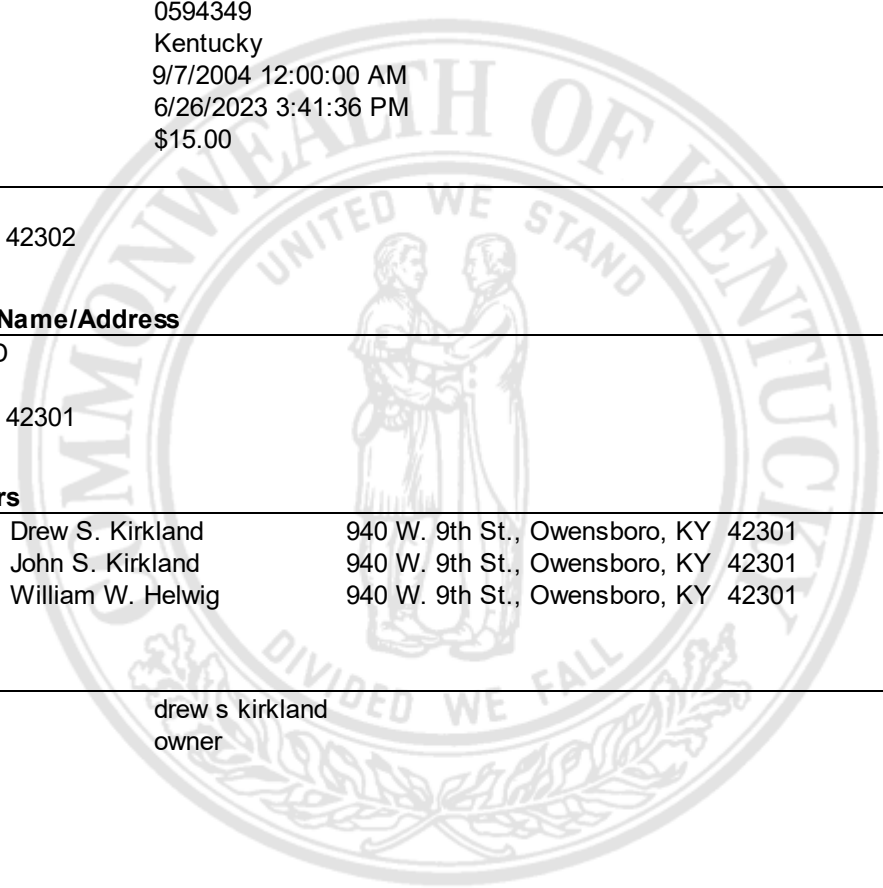 0594349
Kentucky
9/7/2004 12:00:00 AM
6/26/2023 3:41:36 PM
$15.00
42302
Name/Address
42301
rs
Drew S. Kirkland 940 W. 9th St., Owensboro, KY 42301
John S. Kirkland 940 W. 9th St., Owensboro, KY 42301
William W. Helwig 940 W. 9th St., Owensboro, KY 42301
drew s kirkland
owner
COMMONWEALTH OF KENTUCKY
UNITED WE STAND
DIVIDED WE FALL